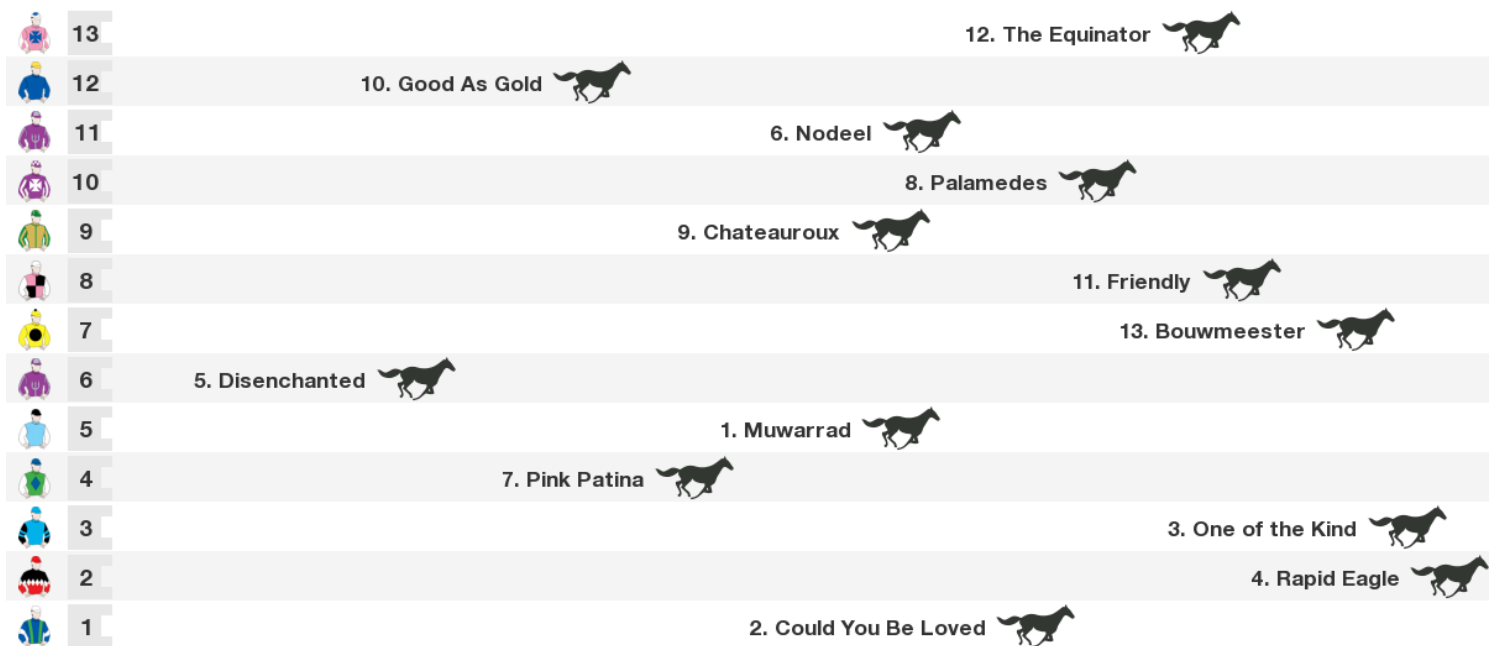 13 12. The Equinator
12 10. Good As Gold
11 6. Nodeel
10 8. Palamedes
9 9. Chateauroux
8 11. Friendly
7 13. Bouwmeester
6 5. Disenchanted
5 1. Muwarrad
4 7. Pink Patina
3 3. One of the Kind
2 4. Rapid Eagle
1 2. Could You Be Loved